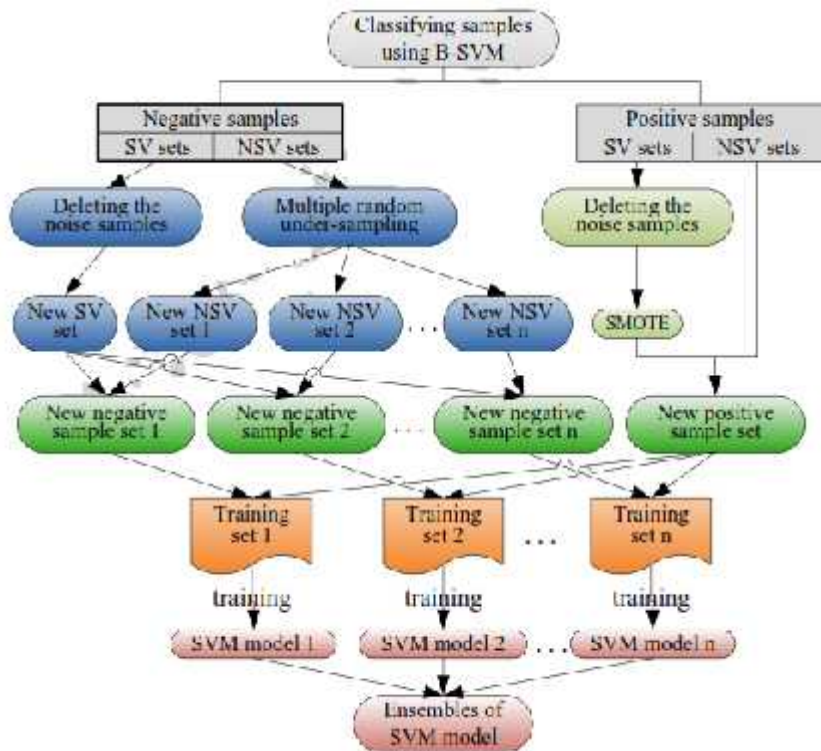 Classifying samples
using B-SVM
Negative samples
SV sets NSV sets
Positive samples
SV sets NSV sets
Deleting the
noise samples
Multiple random
under-sampling
Deleting the
noise samples
New SV
set
New NSV
set 1
New NSV
set 2
...
New NSV
set n
SMOTE
New negative
sample set 1
New negative
sample set 2
...
New negative
sample set n
New positive
sample set
Training
set 1
Training
set 2
...
Training
set n
training
training
training
SVM model 1
SVM model 2
...
SVM model n
Ensembles of
SVM model